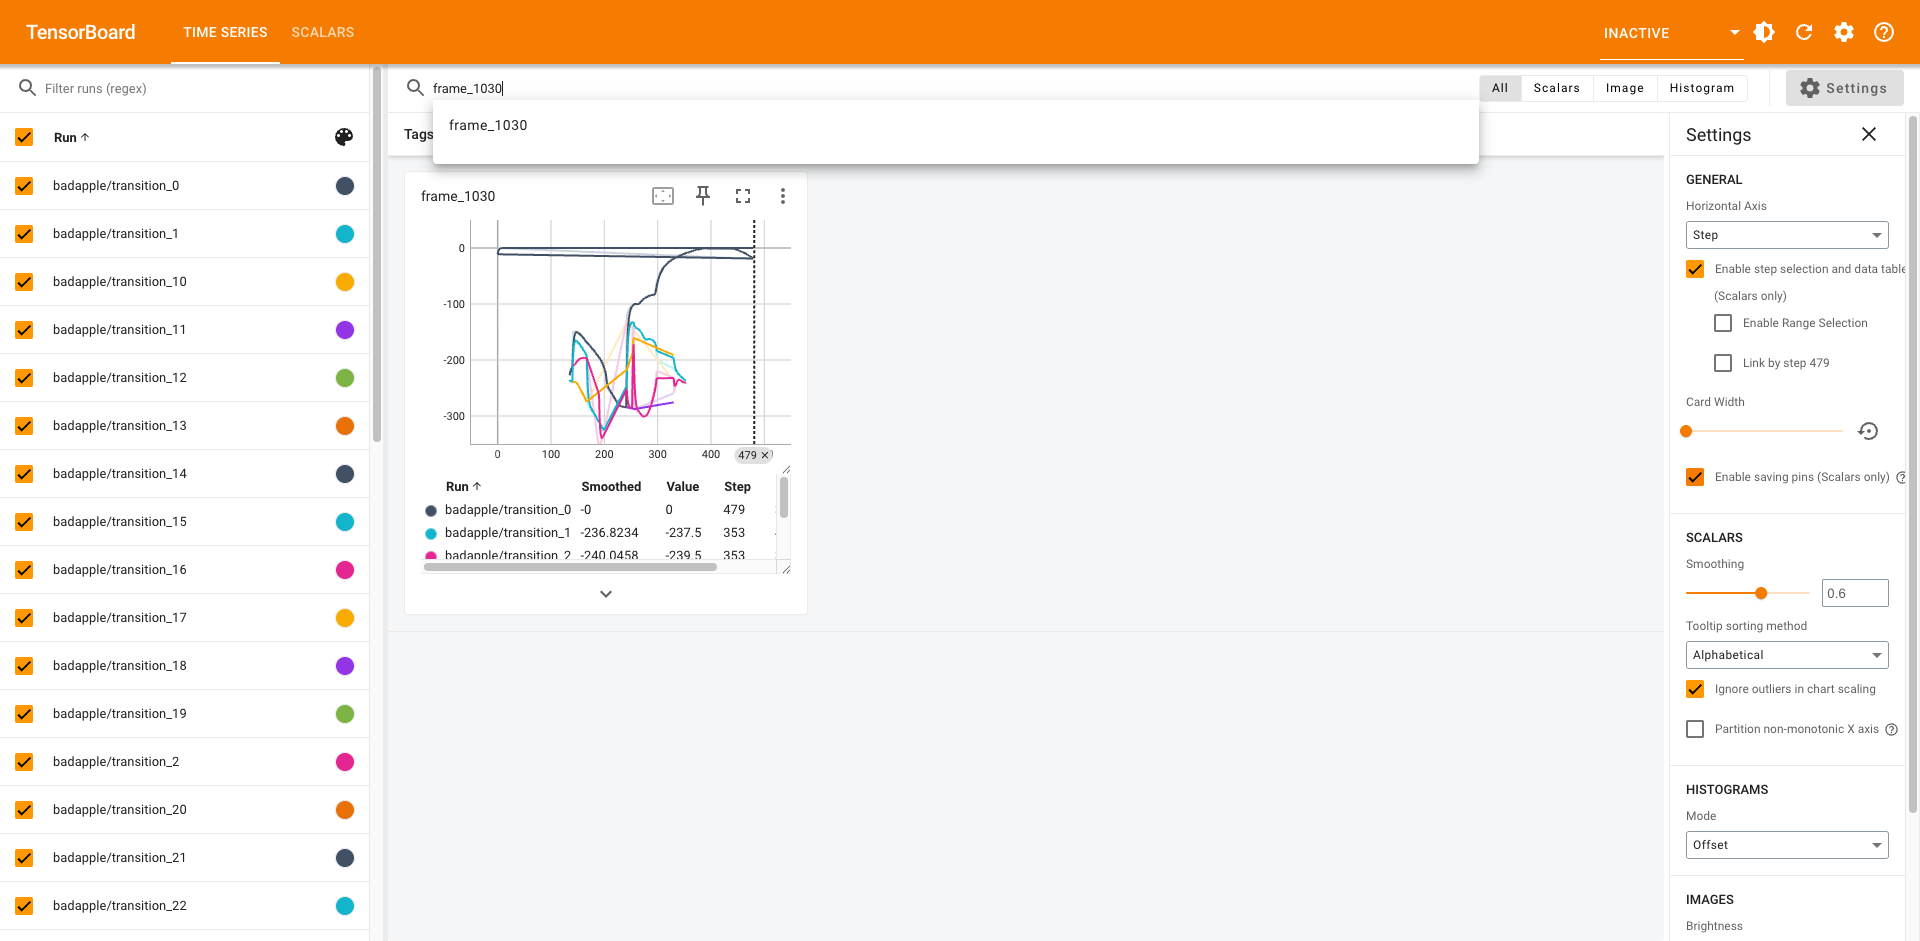 TensorBoard TIME SERIES SCALARS INACTIVE
Filter runs (regex)
Run
badapple/transition_0
badapple/transition_1
badapple/transition_10
badapple/transition_11
badapple/transition_12
badapple/transition_13
badapple/transition_14
badapple/transition_15
badapple/transition_16
badapple/transition_17
badapple/transition_18
badapple/transition_19
badapple/transition_2
badapple/transition_20
badapple/transition_21
badapple/transition_22
frame_1030
All Scalars Image Histogram Settings
frame_1030
Tags
frame_1030
0
-100
-200
-300
0 100 200 300 400 479
Run Smoothed Value Step
badapple/transition_0 -0 0 479
badapple/transition_1 -236.8234 -237.5 353
badapple/transition_2 -240.0458 -239.5 353
Settings
GENERAL
Horizontal Axis
Step
Enable step selection and data table
(Scalars only)
Enable Range Selection
Link by step 479
Card Width
Enable saving pins (Scalars only)
SCALARS
Smoothing
0.6
Tooltip sorting method
Alphabetical
Ignore outliers in chart scaling
Partition non-monotonic X axis
HISTOGRAMS
Mode
Offset
IMAGES
Brightness